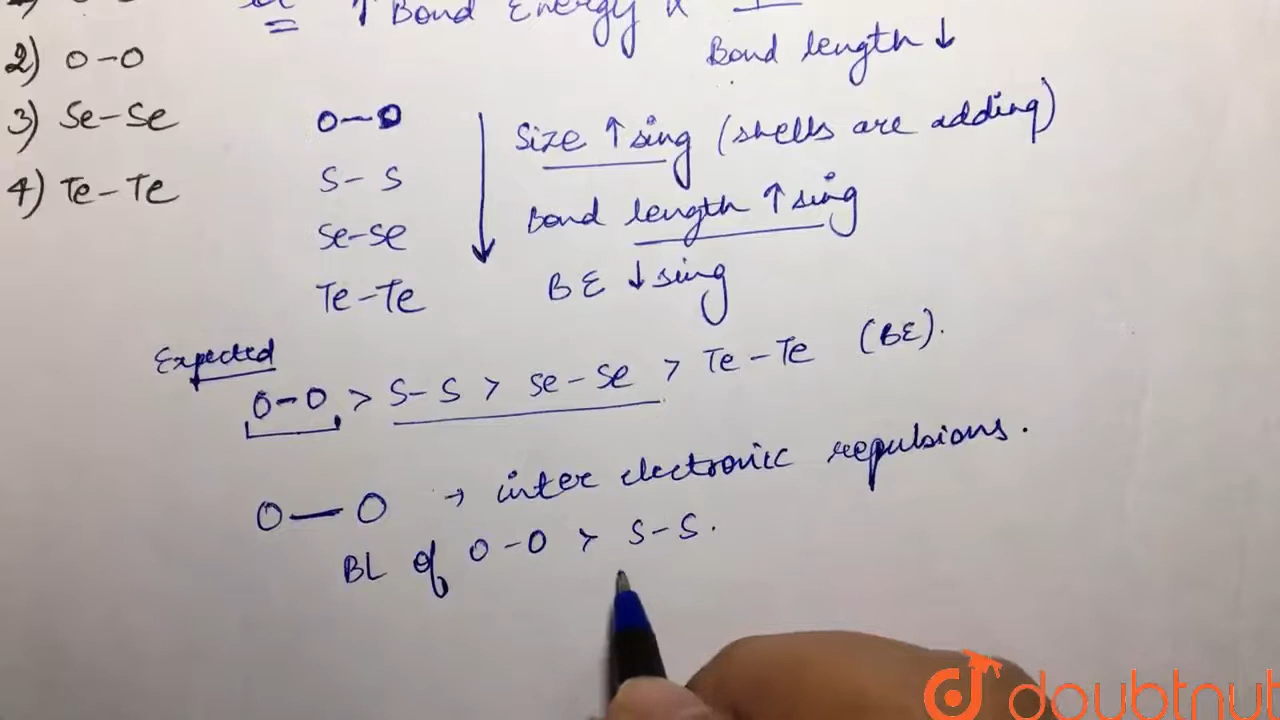 ↑ Bond Energy α
Bond length ↓
2) O-O
3) Se-Se
4) Te-Te
O-O
S-S
Se-Se
Te-Te
Size ↑sing (shells are adding)
Bond length ↑sing
BE ↓sing
Expected
O-O > S-S > Se-Se > Te-Te (BE).
O-O → inter electronic repulsions.
BL of O-O > S-S.
doubtnut